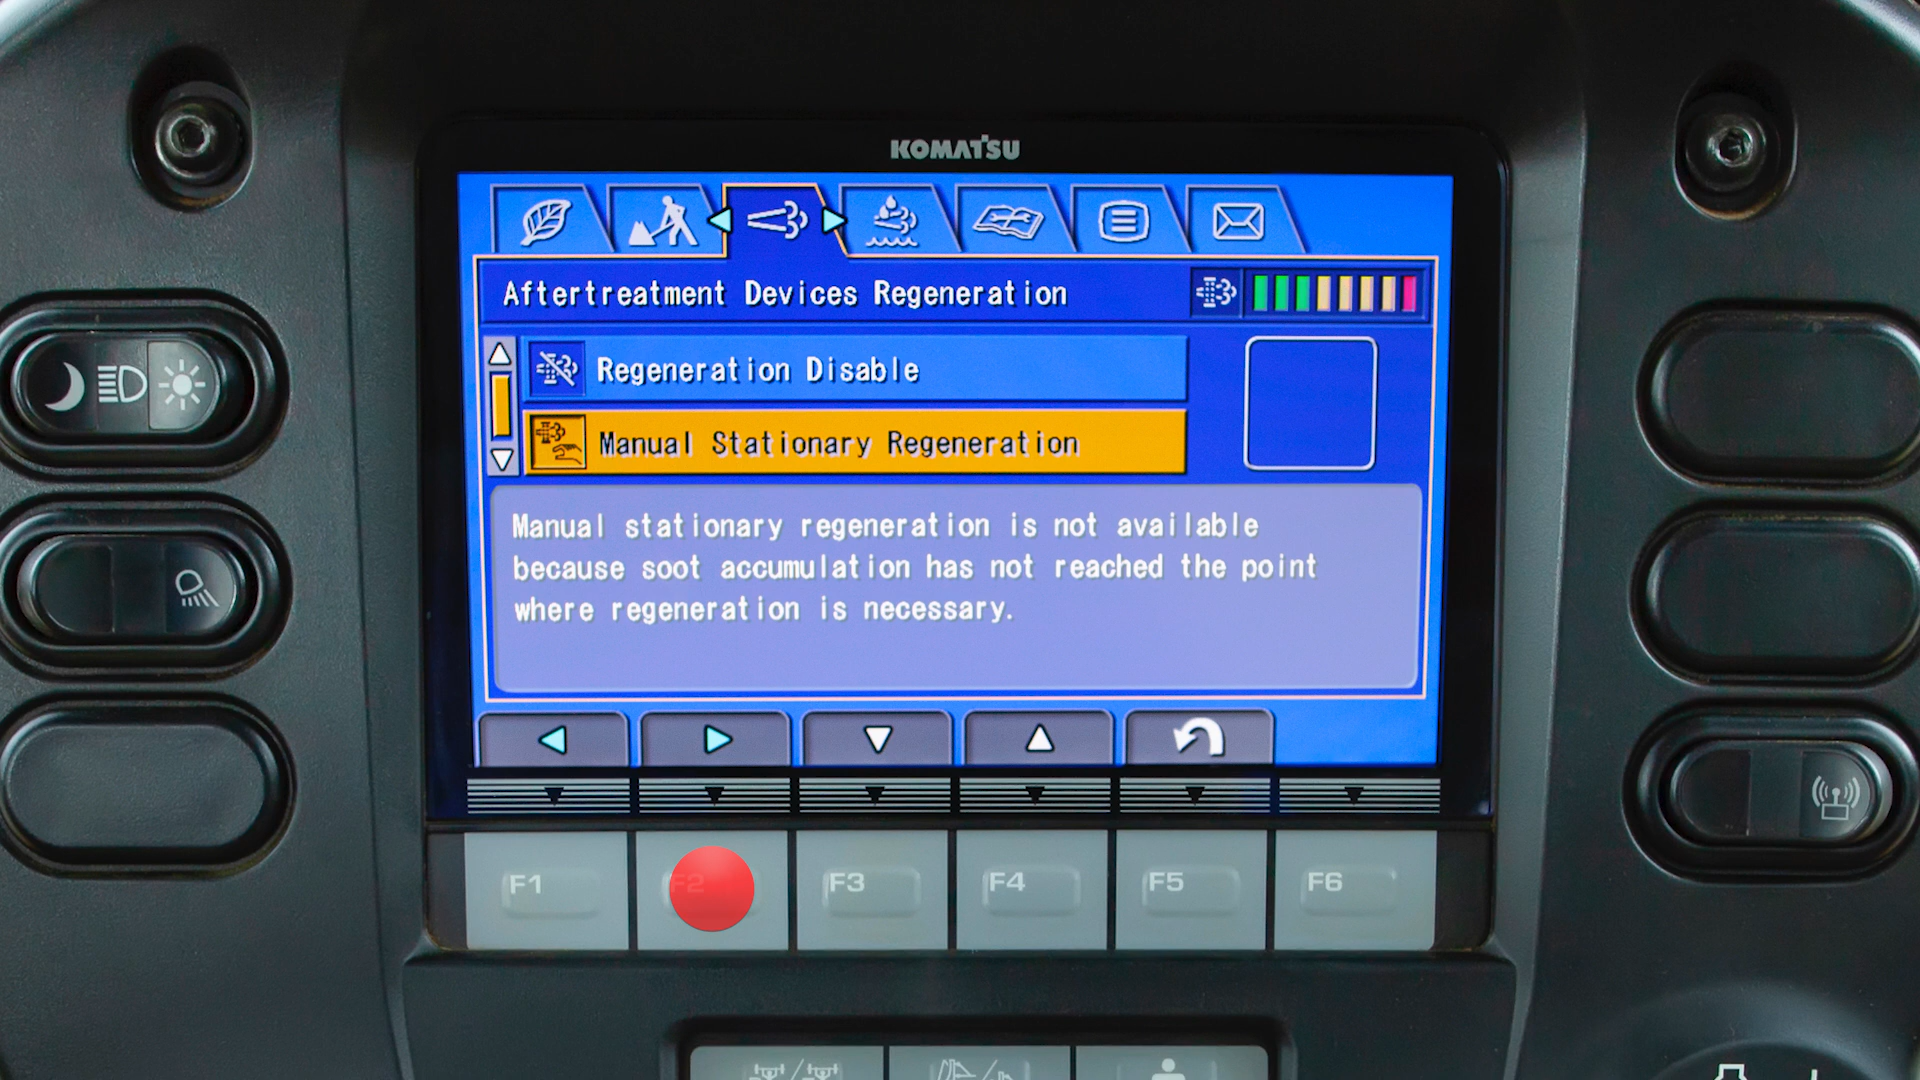 KOMATSU
Aftertreatment Devices Regeneration
Regeneration Disable
Manual Stationary Regeneration
Manual stationary regeneration is not available
because soot accumulation has not reached the point
where regeneration is necessary.
F1 F2 F3 F4 F5 F6